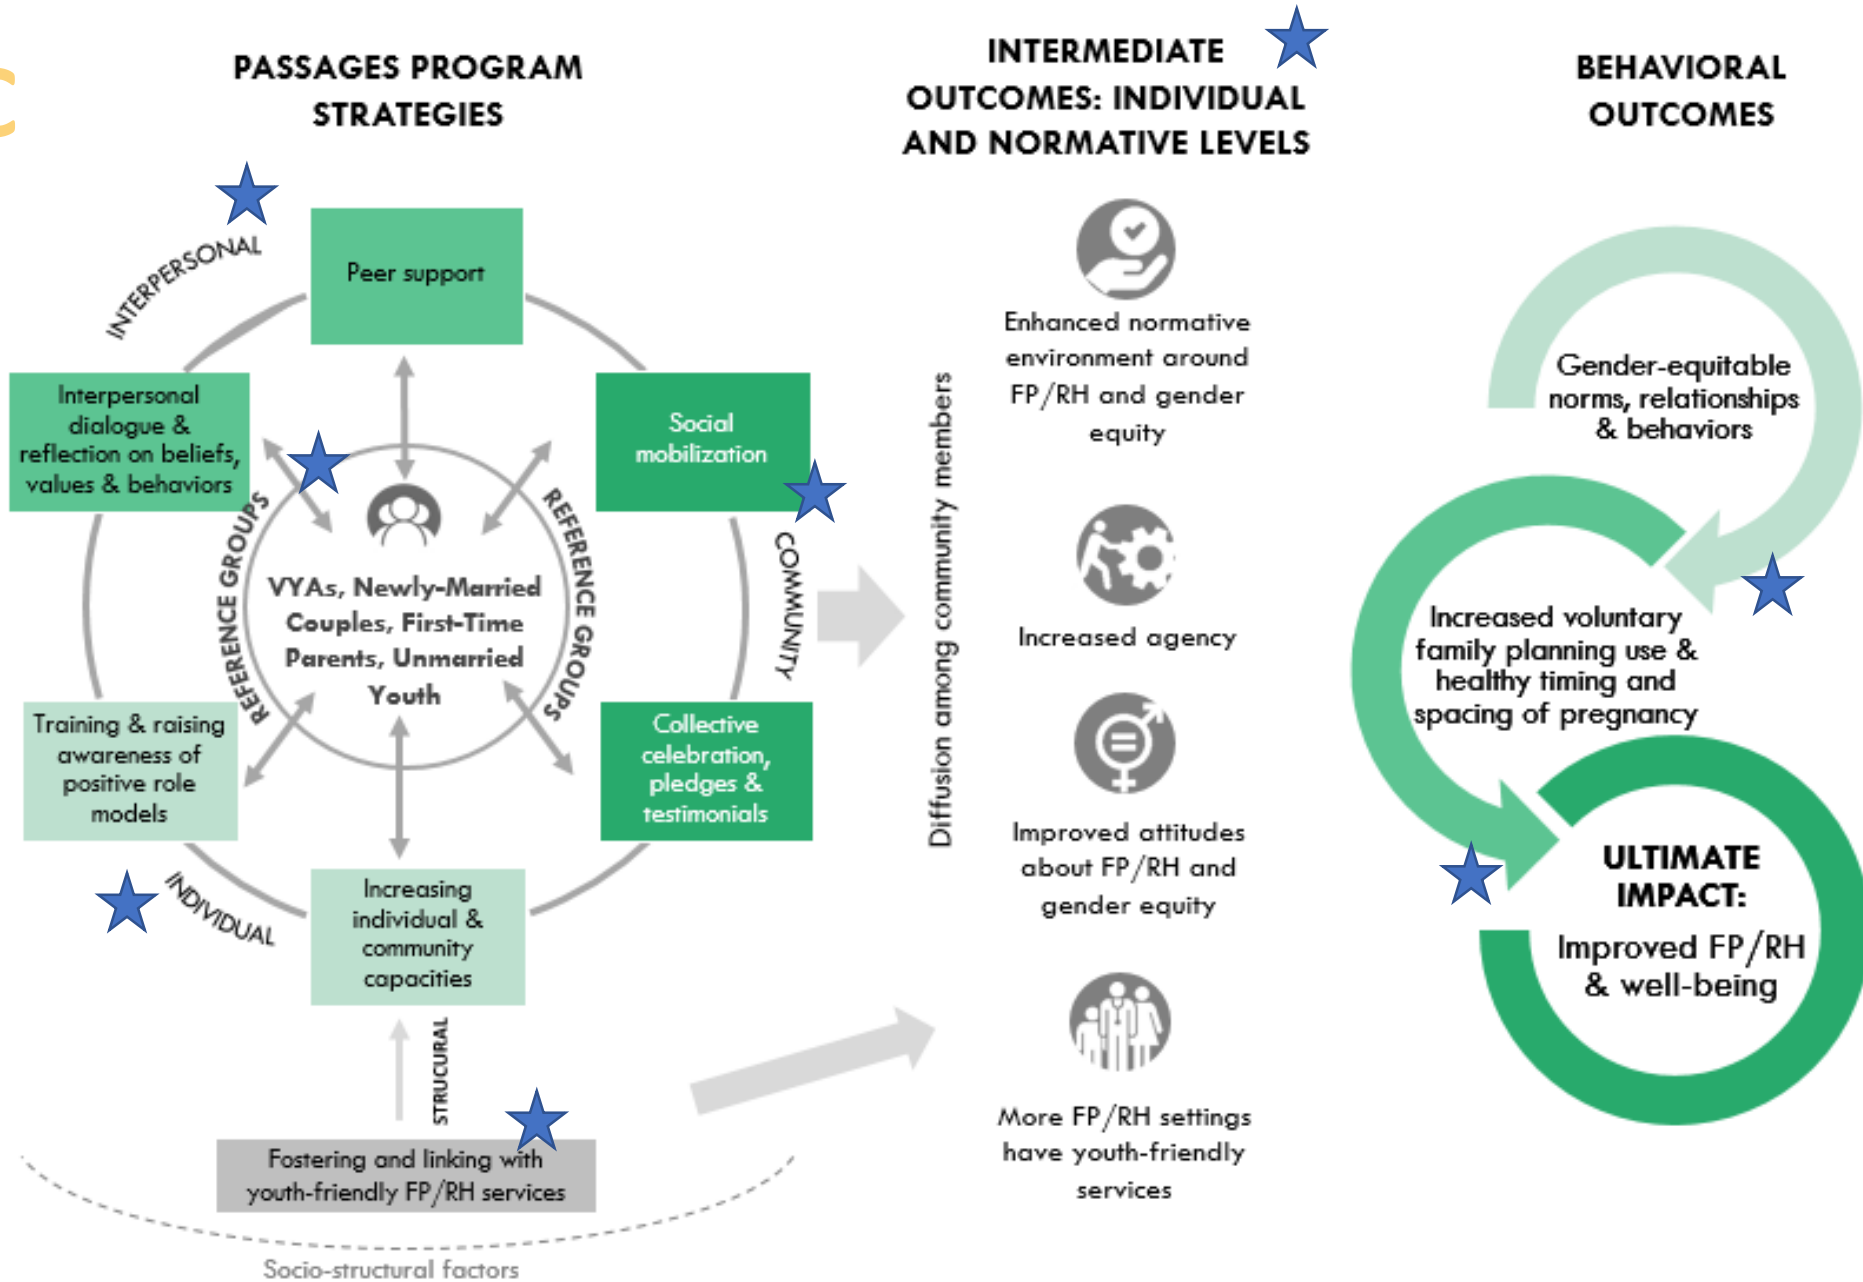 PASSAGES PROGRAM
STRATEGIES
INTERPERSONAL
Peer support
Interpersonal
dialogue &
reflection on beliefs,
values & behaviors
Social
mobilization
REFERENCE GROUPS
REFERENCE GROUPS
VYAs, Newly-Married
Couples, First-Time
Parents, Unmarried
Youth
COMMUNITY
Training & raising
awareness of
positive role
models
Collective
celebration,
pledges &
testimonials
INDIVIDUAL
Increasing
individual &
community
capacities
STRUCURAL
Fostering and linking with
youth-friendly FP/RH services
Socio-structural factors
INTERMEDIATE
OUTCOMES: INDIVIDUAL
AND NORMATIVE LEVELS
Diffusion among community members
Enhanced normative
environment around
FP/RH and gender
equity
Increased agency
Improved attitudes
about FP/RH and
gender equity
More FP/RH settings
have youth-friendly
services
BEHAVIORAL
OUTCOMES
Gender-equitable
norms, relationships
& behaviors
Increased voluntary
family planning use &
healthy timing and
spacing of pregnancy
ULTIMATE
IMPACT:
Improved FP/RH
& well-being